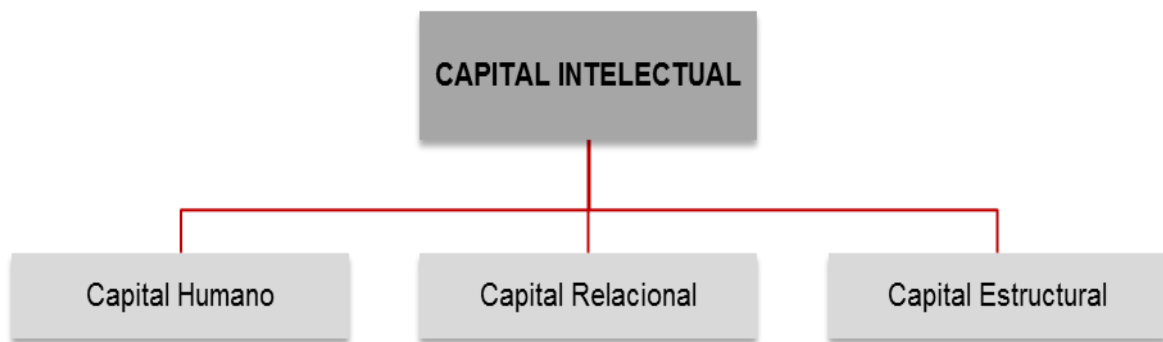 CAPITAL INTELECTUAL
Capital Humano
Capital Relacional
Capital Estructural